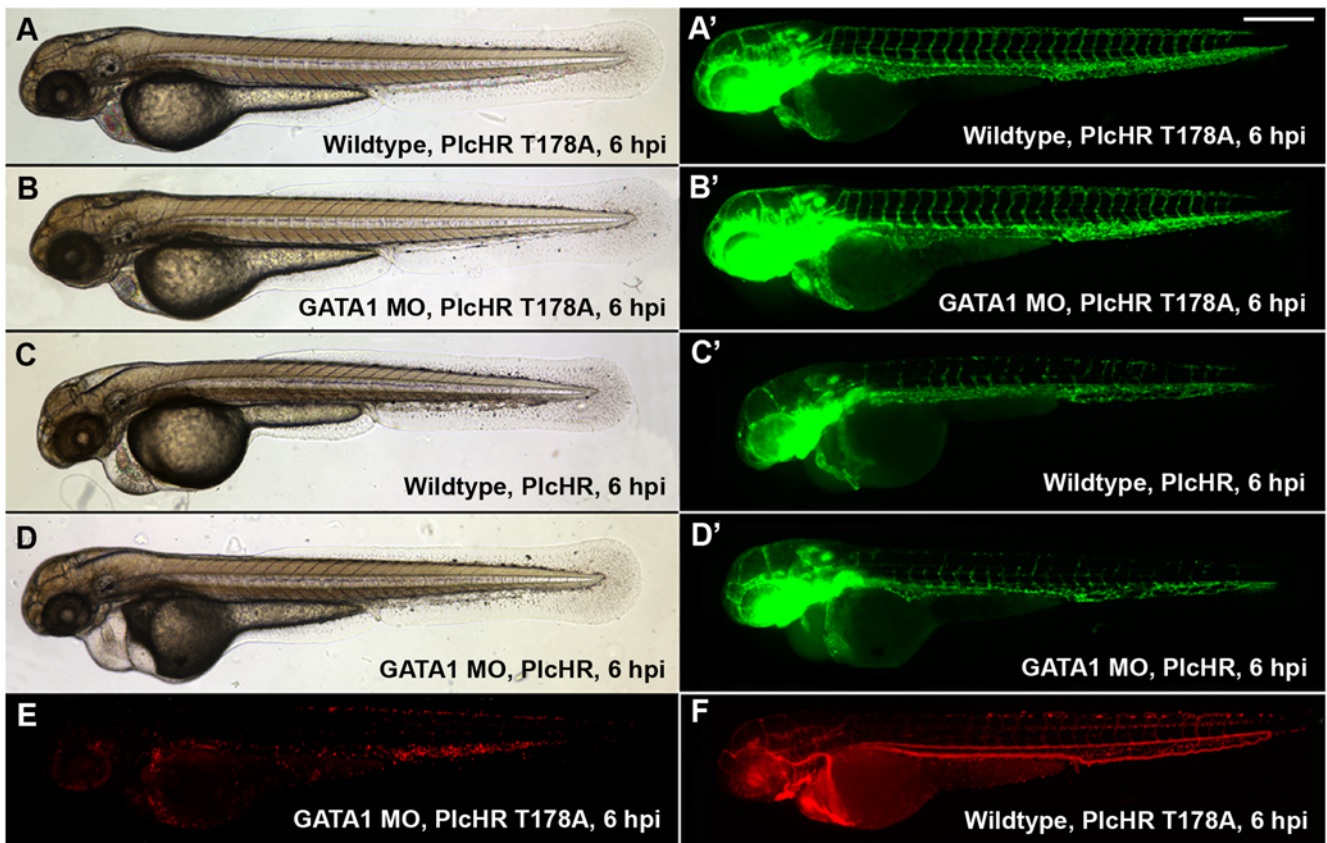 A
Wildtype, PlcHR T178A, 6 hpi
A’
Wildtype, PlcHR T178A, 6 hpi
B
GATA1 MO, PlcHR T178A, 6 hpi
B’
GATA1 MO, PlcHR T178A, 6 hpi
C
Wildtype, PlcHR, 6 hpi
C’
Wildtype, PlcHR, 6 hpi
D
GATA1 MO, PlcHR, 6 hpi
D’
GATA1 MO, PlcHR, 6 hpi
E
GATA1 MO, PlcHR T178A, 6 hpi
F
Wildtype, PlcHR T178A, 6 hpi